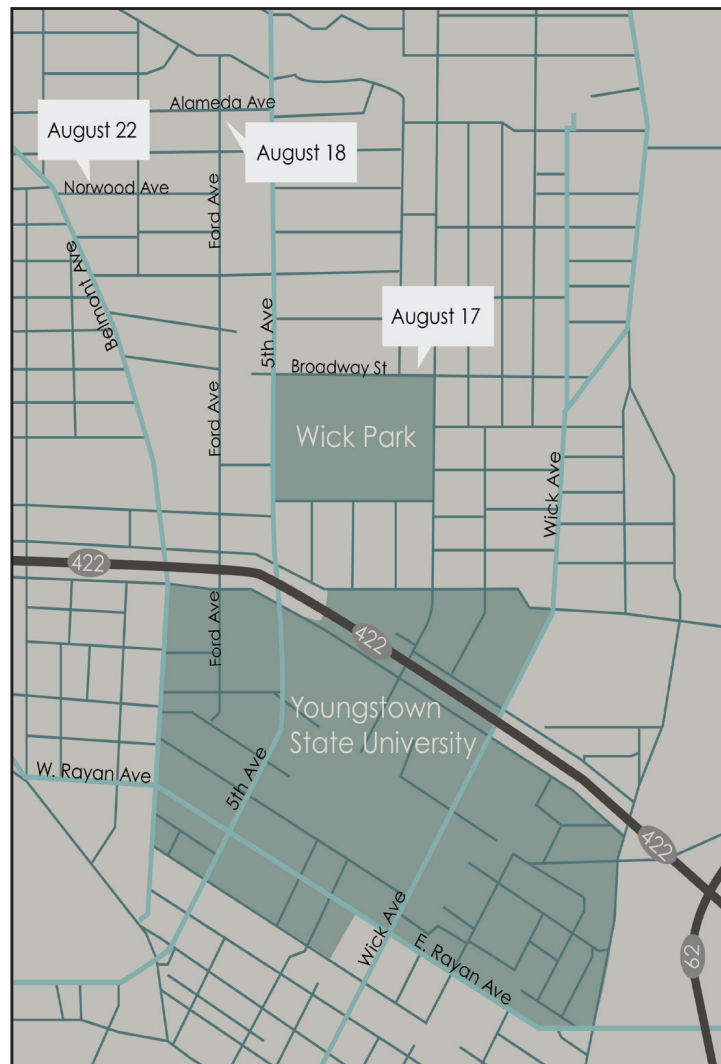 Alameda Ave
August 22
August 18
Norwood Ave
Ford Ave
Belmont Ave
5th Ave
August 17
Broadway St
Ford Ave
Wick Park
Wick Ave
422
Ford Ave
422
Youngstown
State University
W. Rayan Ave
5th Ave
422
Wick Ave
E. Rayan Ave
62